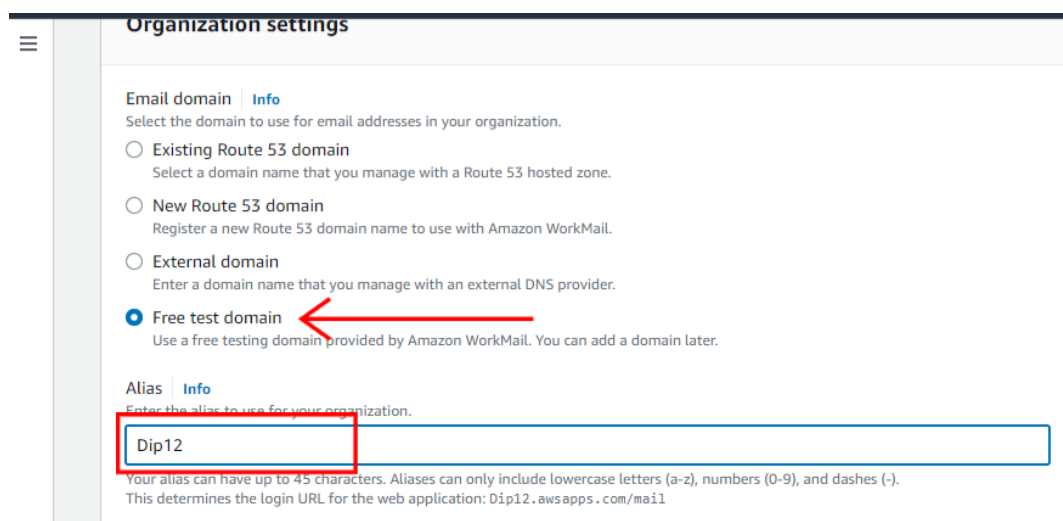 Organization settings
Email domain Info
Select the domain to use for email addresses in your organization.
Existing Route 53 domain
Select a domain name that you manage with a Route 53 hosted zone.
New Route 53 domain
Register a new Route 53 domain name to use with Amazon WorkMail.
External domain
Enter a domain name that you manage with an external DNS provider.
Free test domain
Use a free testing domain provided by Amazon WorkMail. You can add a domain later.
Alias Info
Enter the alias to use for your organization.
Dip12
Your alias can have up to 45 characters. Aliases can only include lowercase letters (a-z), numbers (0-9), and dashes (-).
This determines the login URL for the web application: Dip12.awsapps.com/mail